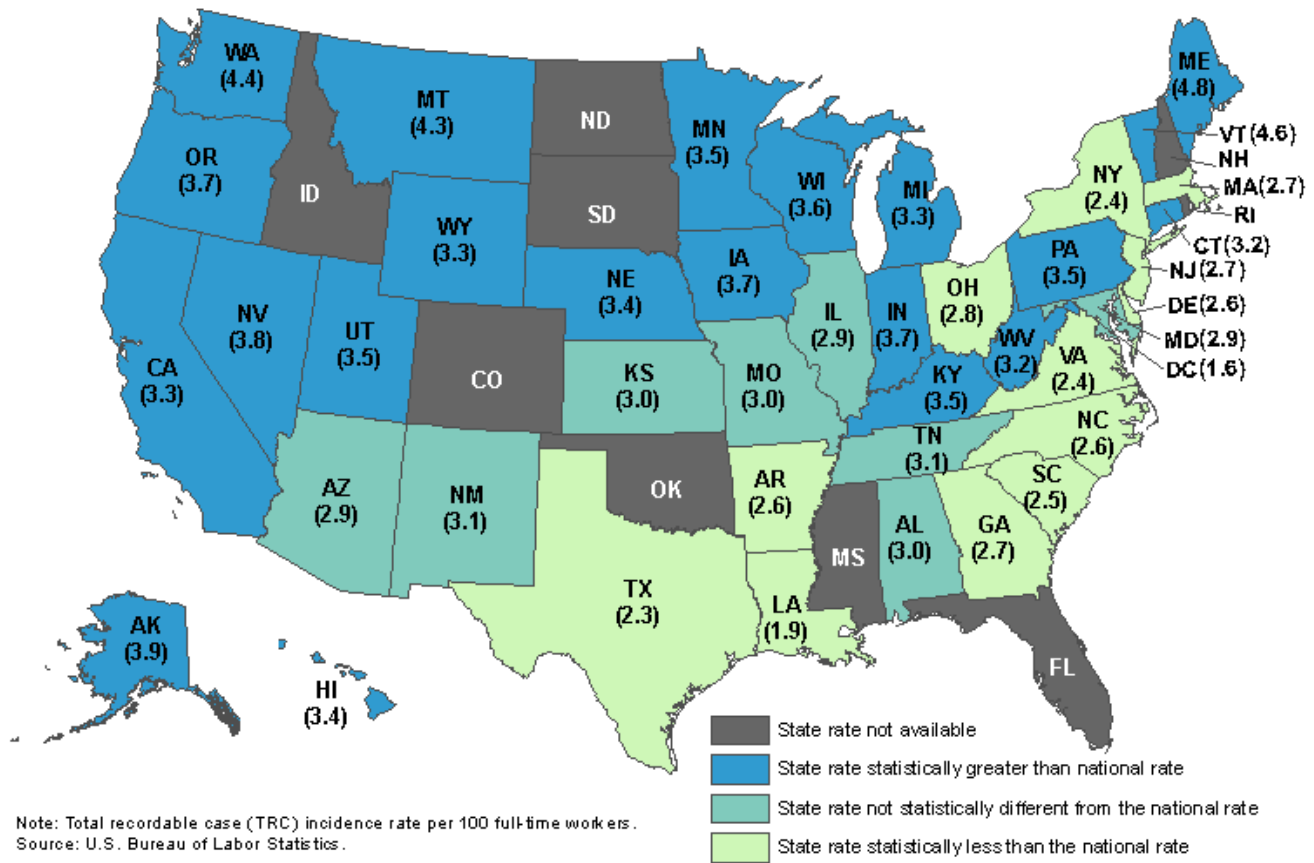 WA
(4.4)
MT
(4.3)
ND
MN
(3.5)
ME
(4.8)
VT(4.6)
NH
MA(2.7)
RI
CT(3.2)
NJ(2.7)
DE(2.6)
MD(2.9)
DC(1.6)
OR
(3.7)
ID
SD
WI
(3.6)
MI
(3.3)
NY
(2.4)
WY
(3.3)
IA
(3.7)
PA
(3.5)
NE
(3.4)
NV
(3.8)
UT
(3.5)
IL
(2.9)
IN
(3.7)
OH
(2.8)
WV
(3.2)
VA
(2.4)
CA
(3.3)
CO
KS
(3.0)
MO
(3.0)
KY
(3.5)
TN
(3.1)
NC
(2.6)
SC
(2.5)
AZ
(2.9)
NM
(3.1)
OK
AR
(2.6)
MS
AL
(3.0)
GA
(2.7)
TX
(2.3)
LA
(1.9)
FL
AK
(3.9)
HI
(3.4)
State rate not available
State rate statistically greater than national rate
State rate not statistically different from the national rate
State rate statistically less than the national rate
Note: Total recordable case (TRC) incidence rate per 100 full-time workers.
Source: U.S. Bureau of Labor Statistics.